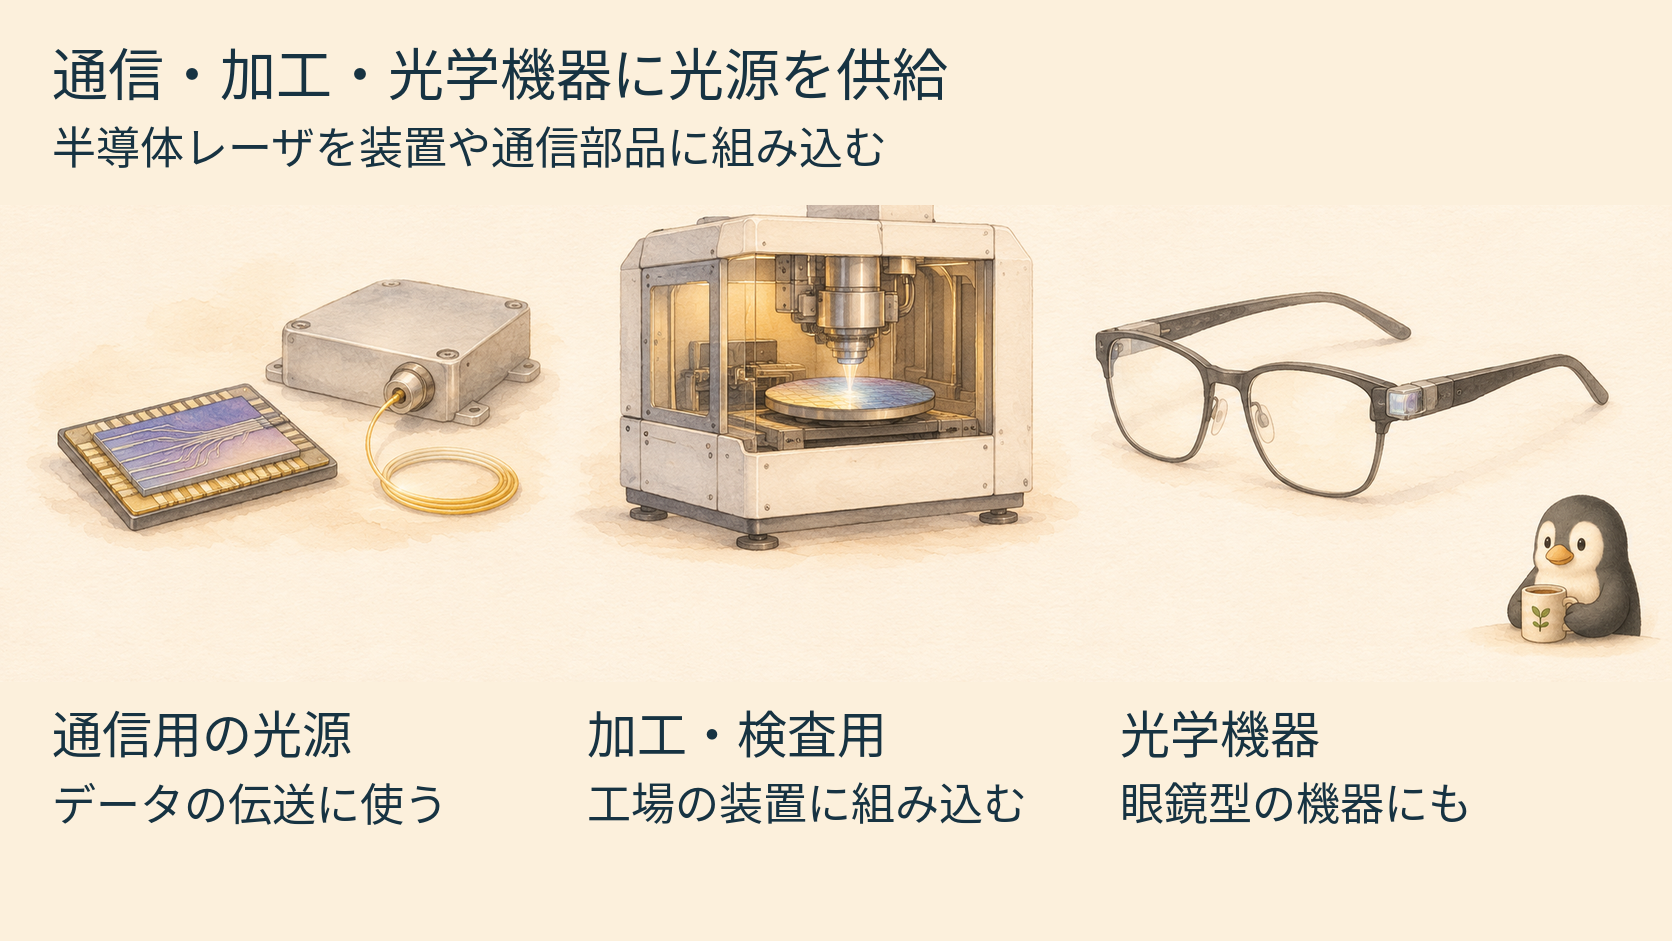 通信・加工・光学機器に光源を供給
半導体レーザを装置や通信部品に組み込む
通信用の光源
データの伝送に使う
加工・検査用
工場の装置に組み込む
光学機器
眼鏡型の機器にも